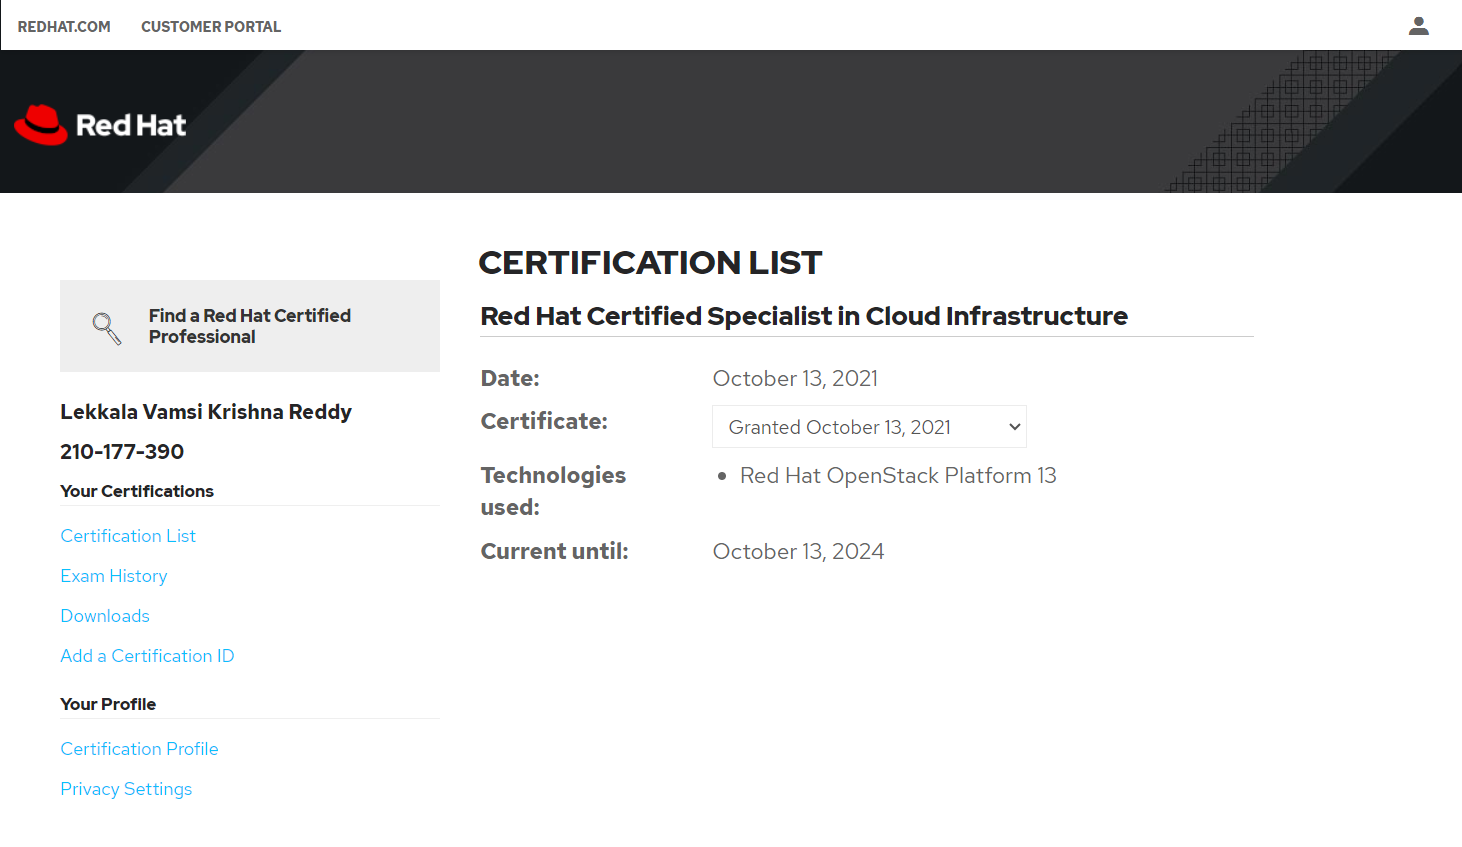 REDHAT.COM CUSTOMER PORTAL
Red Hat
Find a Red Hat Certified
Professional
Lekkala Vamsi Krishna Reddy
210-177-390
Your Certifications
Certification List
Exam History
Downloads
Add a Certification ID
Your Profile
Certification Profile
Privacy Settings
CERTIFICATION LIST
Red Hat Certified Specialist in Cloud Infrastructure
Date: October 13, 2021
Certificate: Granted October 13, 2021
Technologies used: • Red Hat OpenStack Platform 13
Current until: October 13, 2024